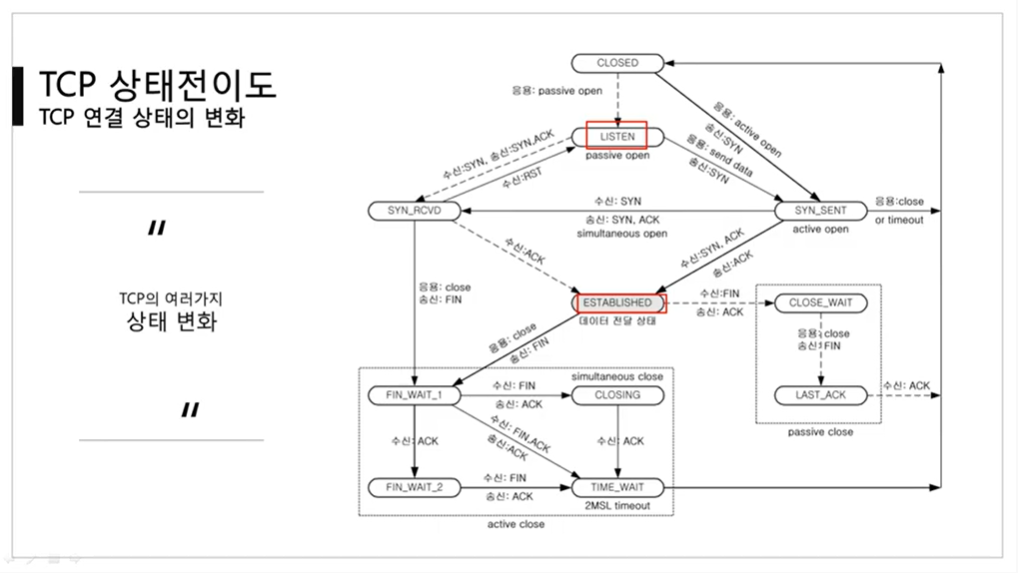 TCP 상태전이도
TCP 연결 상태의 변화
〃
TCP의 여러가지
상태 변화
〃
CLOSED
응용: passive open
응용: active open
송신:SYN
LISTEN
passive open
수신:SYN, 송신:SYN,ACK
수신:RST
응용: send data
송신:SYN
SYN_RCVD
수신: SYN
송신: SYN, ACK
simultaneous open
SYN_SENT
active open
응용:close
or timeout
수신:ACK
수신:SYN, ACK
송신:ACK
응용: close
송신: FIN
ESTABLISHED
데이터 전달 상태
수신:FIN
송신: ACK
CLOSE_WAIT
응용: close
송신: FIN
LAST_ACK
수신: ACK
passive close
응용: close
송신: FIN
simultaneous close
FIN_WAIT_1
수신: FIN
송신: ACK
CLOSING
수신: FIN,ACK
송신:ACK
수신: ACK
수신: ACK
FIN_WAIT_2
수신: FIN
송신: ACK
TIME_WAIT
2MSL timeout
active close